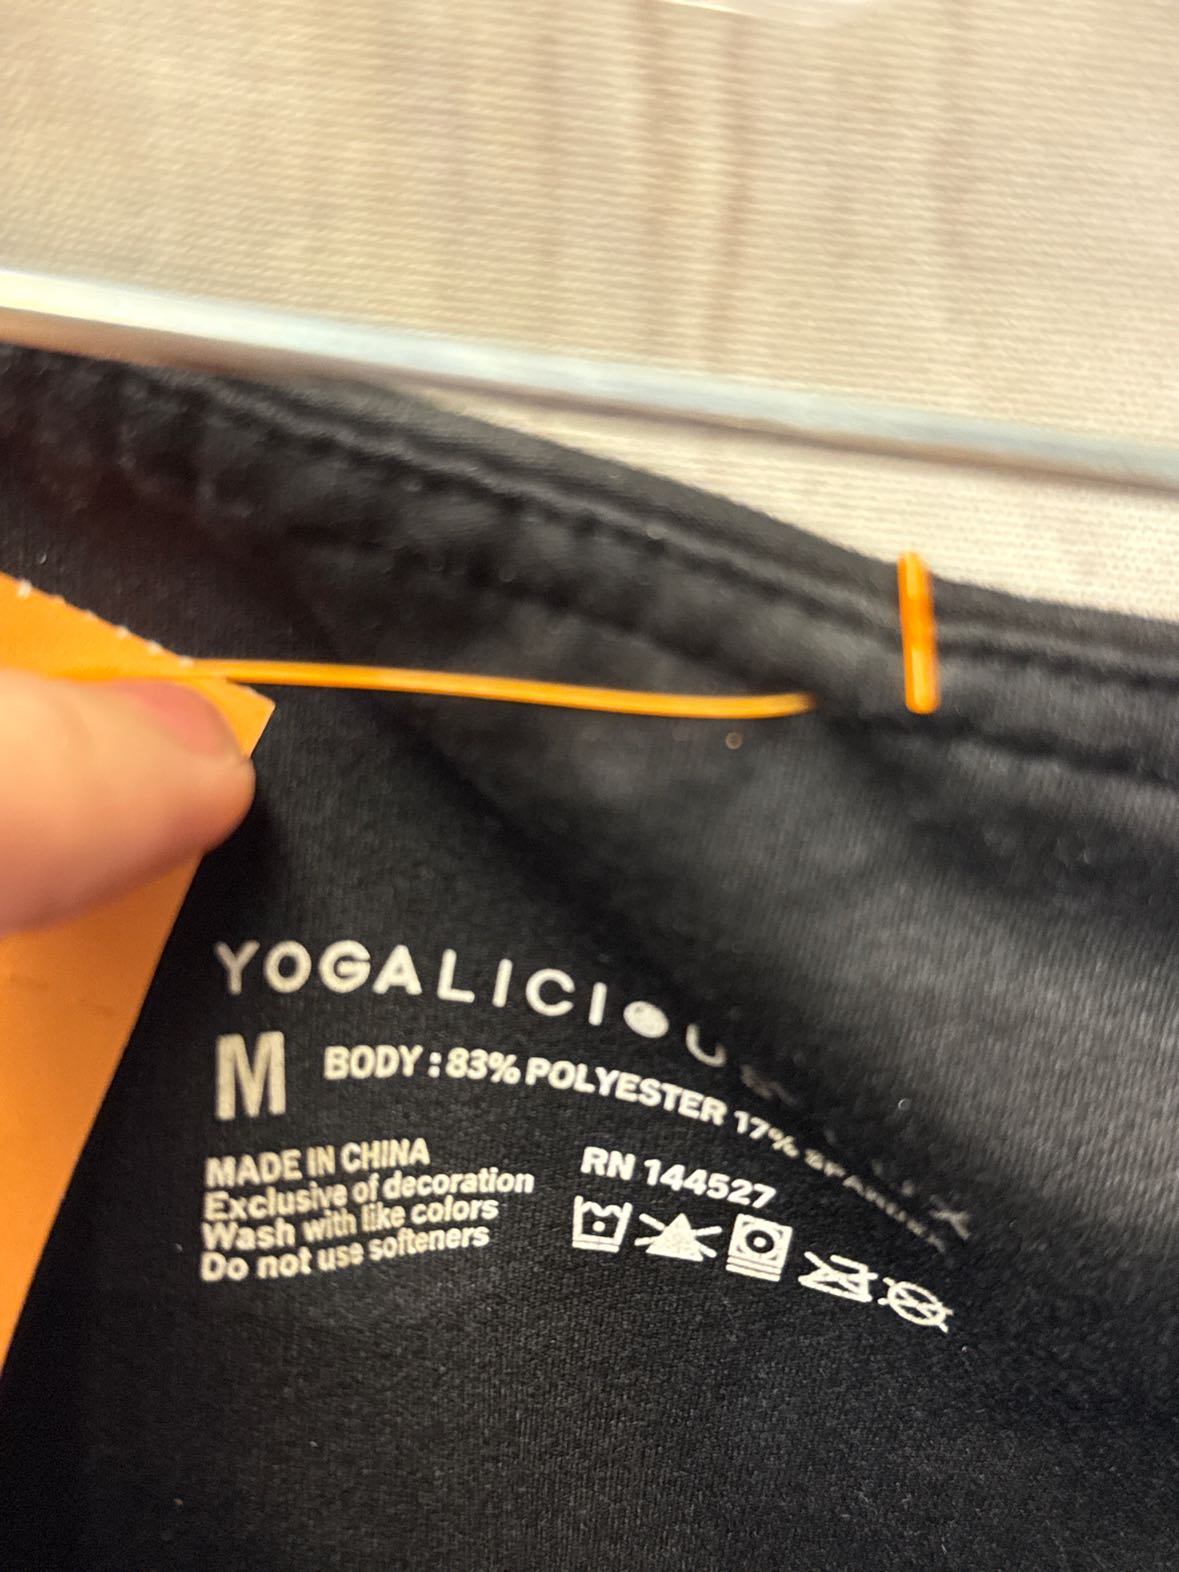 YOGALICIOUS
M
BODY : 83% POLYESTER 17% SPANDEX
MADE IN CHINA
Exclusive of decoration
Wash with like colors
Do not use softeners
RN 144527